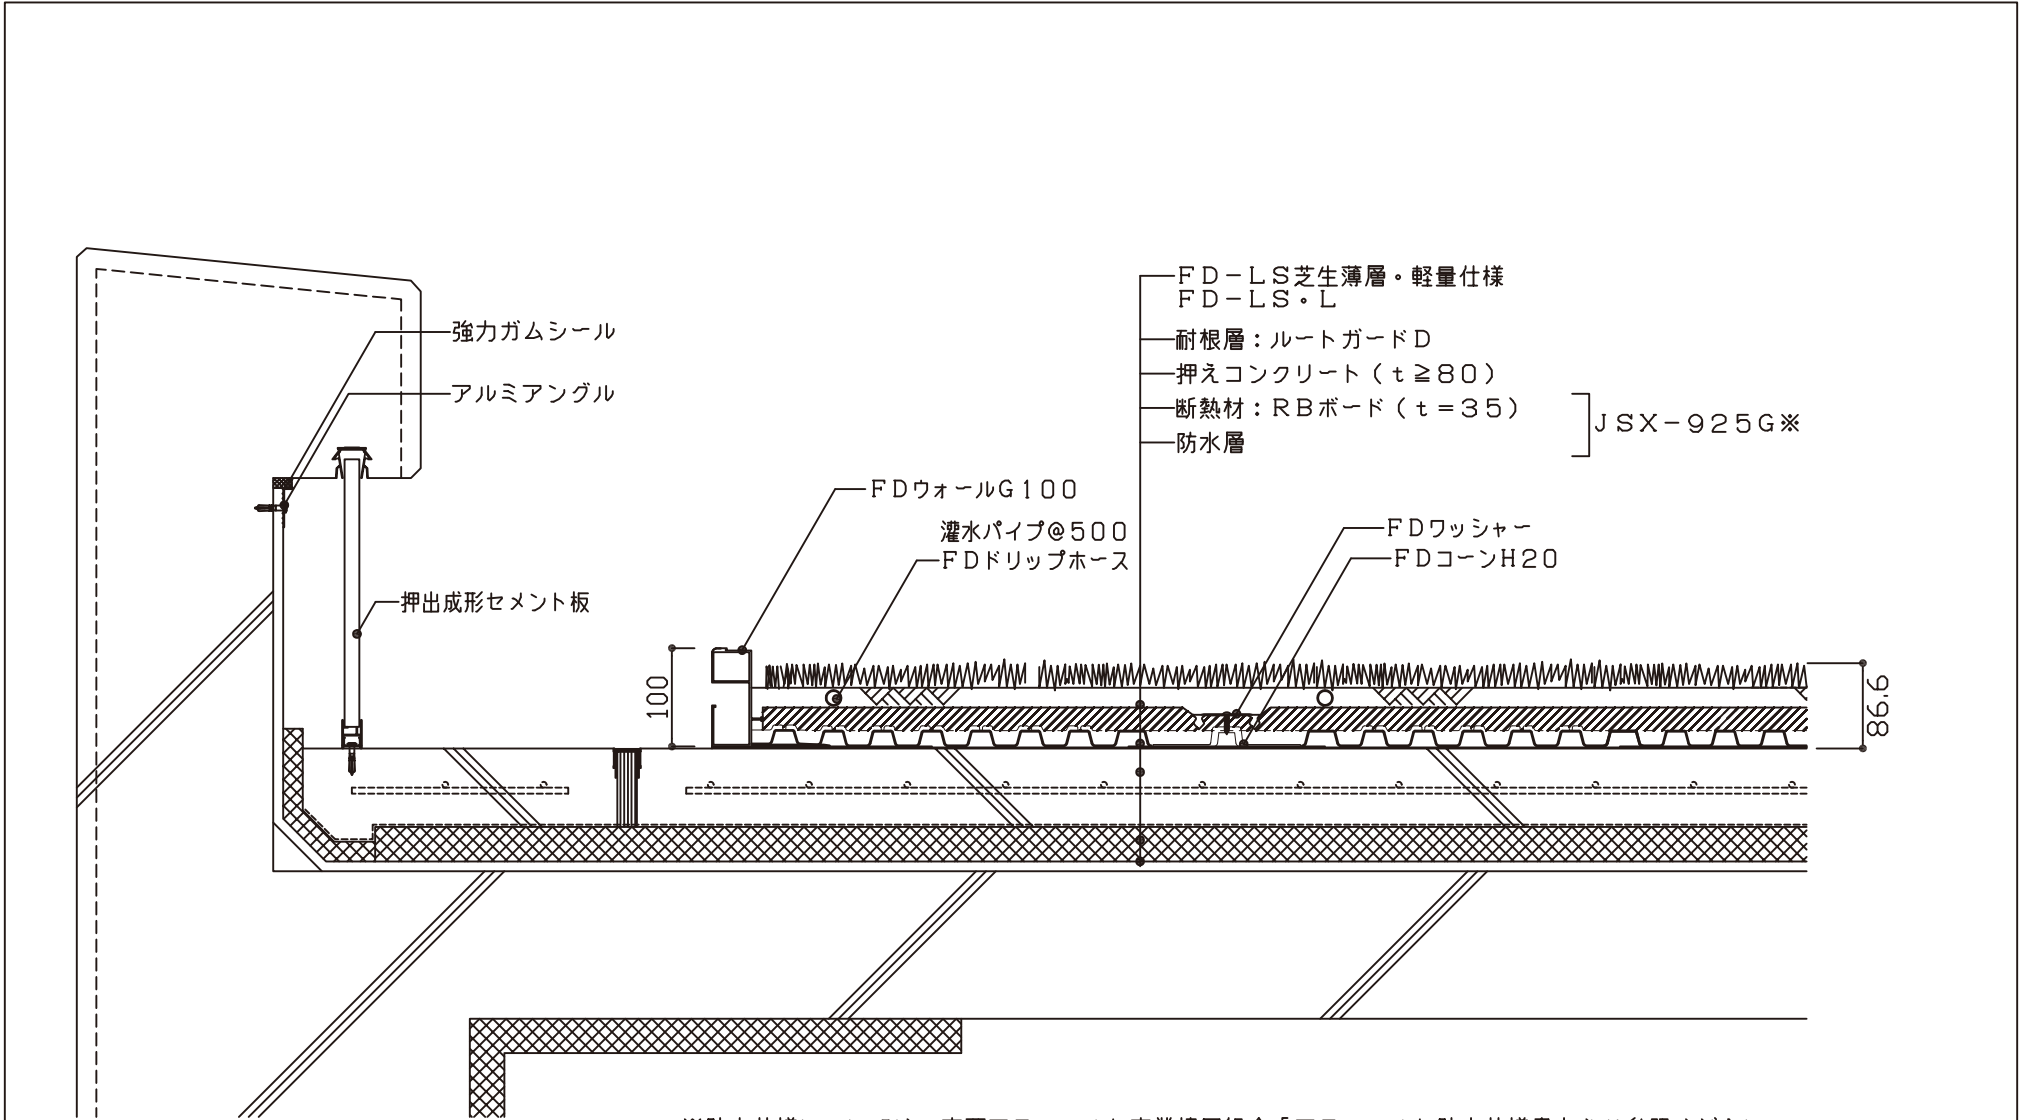 FD-LS芝生薄層・軽量仕様
FD-LS・L
耐根層：ルートガードD
押えコンクリート（t≧80）
断熱材：RBボード（t=35）
防水層
JSX-925G※
強力ガムシール
アルミアングル
FDウォールG100
灌水パイプ@500
FDドリップホース
FDワッシャー
FDコーンH20
押出成形セメント板
100
86.6